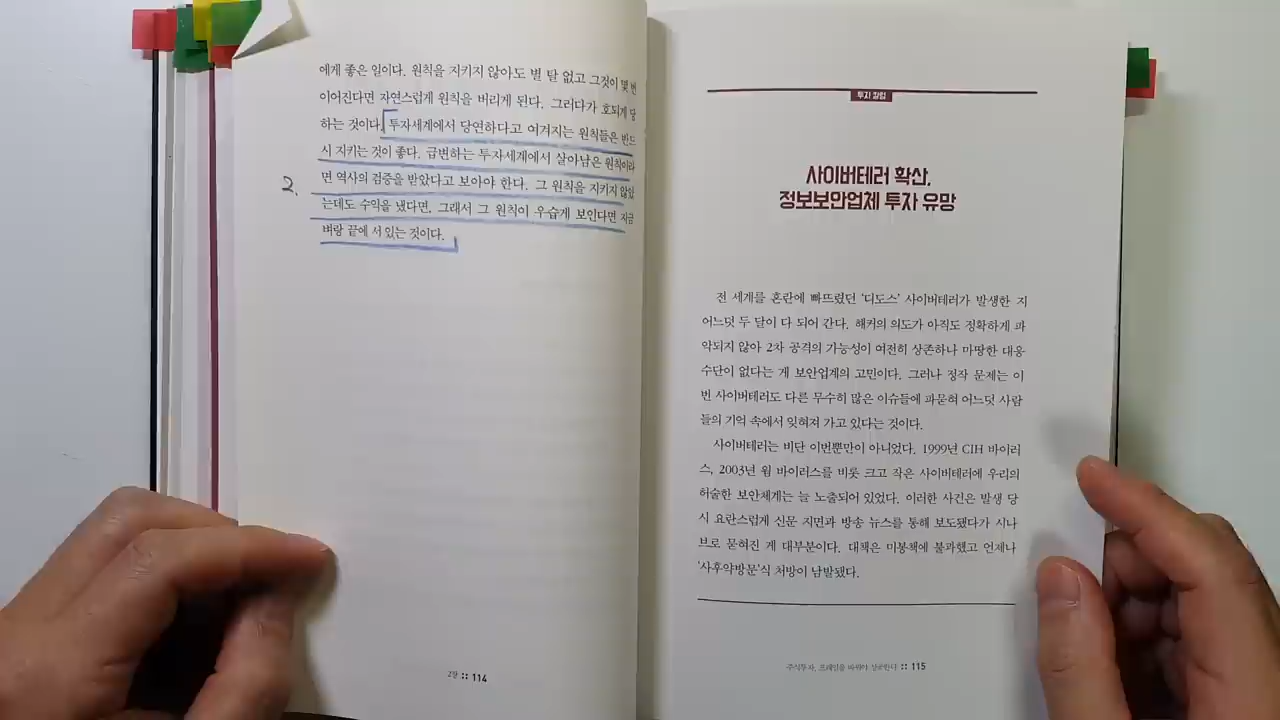 에게 좋은 일이다. 원칙을 지키지 않아도 별 탈 없고 그것이 몇 번
이어진다면 자연스럽게 원칙을 버리게 된다. 그러다가 호되게 당
하는 것이다. 투자세계에서 당연하다고 여겨지는 원칙들은 반드
시 지키는 것이 좋다. 급변하는 투자세계에서 살아남은 원칙이라
2. 면 역사의 검증을 받았다고 보아야 한다. 그 원칙을 지키지 않았
는데도 수익을 냈다면, 그래서 그 원칙이 우습게 보인다면 지금
벼랑 끝에 서 있는 것이다.
2장 :: 114
투자 칼럼
사이버테러 확산,
정보보안업체 투자 유망
전 세계를 혼란에 빠뜨렸던 '디도스' 사이버테러가 발생한 지
어느덧 두 달이 다 되어 간다. 해커의 의도가 아직도 정확하게 파
악되지 않아 2차 공격의 가능성이 여전히 상존하나 마땅한 대응
수단이 없다는 게 보안업계의 고민이다. 그러나 정작 문제는 이
번 사이버테러도 다른 무수히 많은 이슈들에 파묻혀 어느덧 사람
들의 기억 속에서 잊혀져 가고 있다는 것이다.
사이버테러는 비단 이번뿐만이 아니었다. 1999년 CIH 바이러
스, 2003년 웜 바이러스를 비롯 크고 작은 사이버테러에 우리의
허술한 보안체계는 늘 노출되어 있었다. 이러한 사건은 발생 당
시 요란스럽게 신문 지면과 방송 뉴스를 통해 보도됐다가 시나
브로 묻혀진 게 대부분이다. 대책은 미봉책에 불과했고 언제나
'사후약방문'식 처방이 남발됐다.
주식투자, 프레임을 바꿔야 성공한다 :: 115